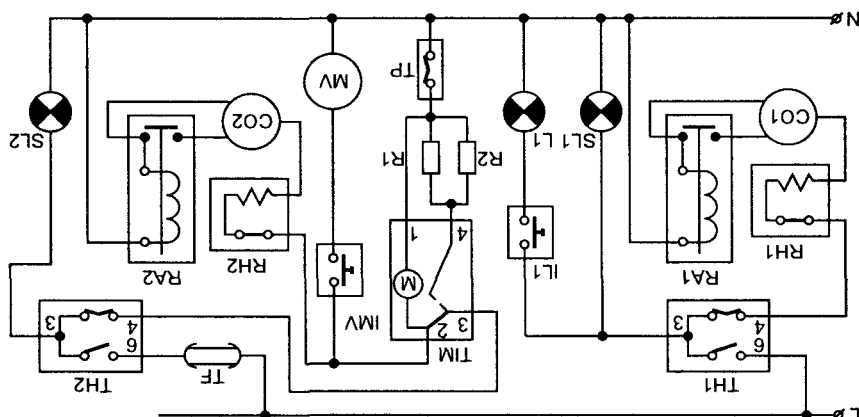 L
TH1
TIM
TF
TH2
6
4
3
3
2
M
4
1
6
4
3
IL1
IMV
RH1
RA1
RH2
RA2
R2
R1
CO1
SL1
L1
TP
MV
CO2
SL2
N